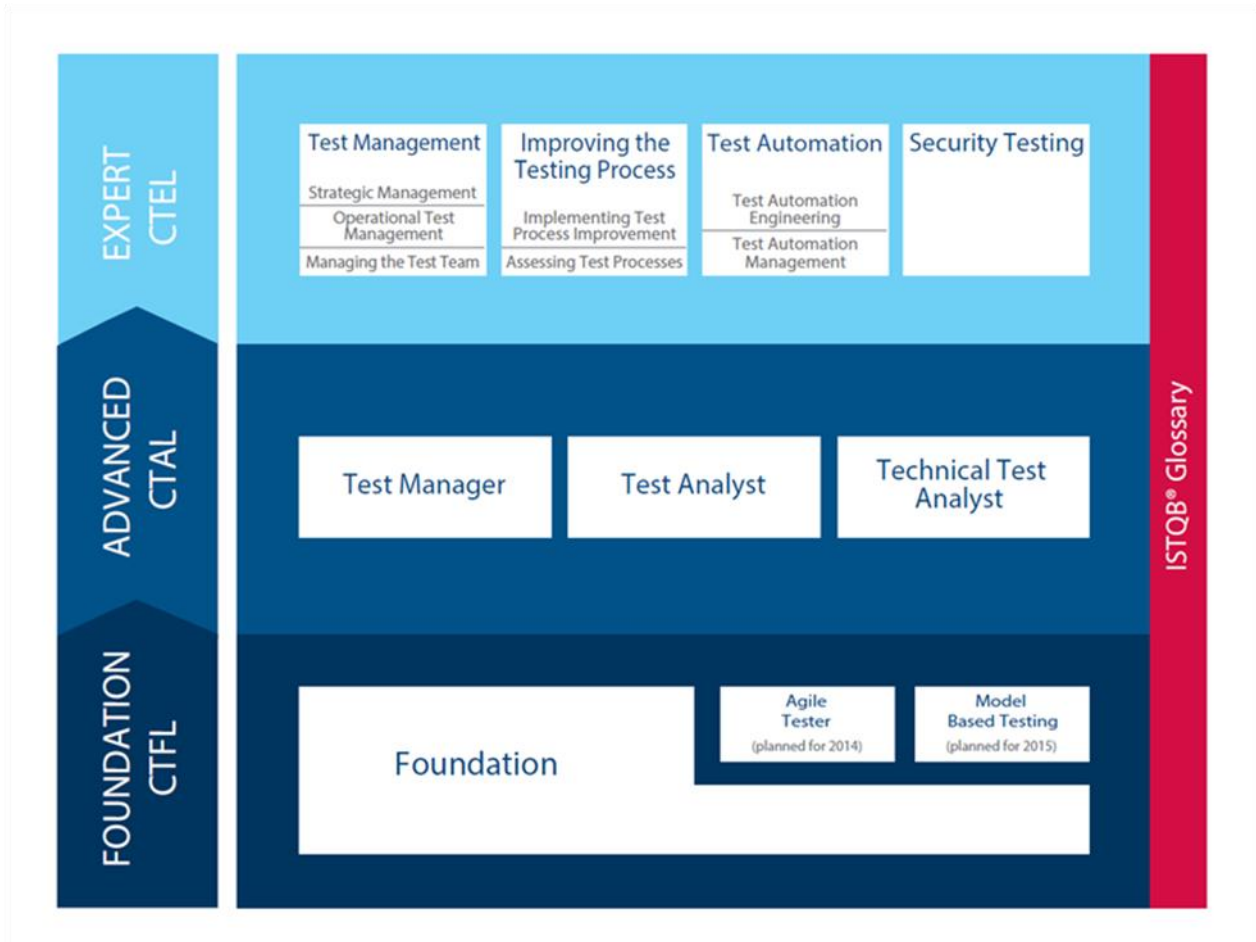 EXPERT
CTEL
Test Management
Strategic Management
Operational Test
Management
Managing the Test Team
Improving the
Testing Process
Implementing Test
Process Improvement
Assessing Test Processes
Test Automation
Test Automation
Engineering
Test Automation
Management
Security Testing
ADVANCED
CTAL
Test Manager
Test Analyst
Technical Test
Analyst
FOUNDATION
CTFL
Foundation
Agile
Tester
(planned for 2014)
Model
Based Testing
(planned for 2015)
ISTQB® Glossary